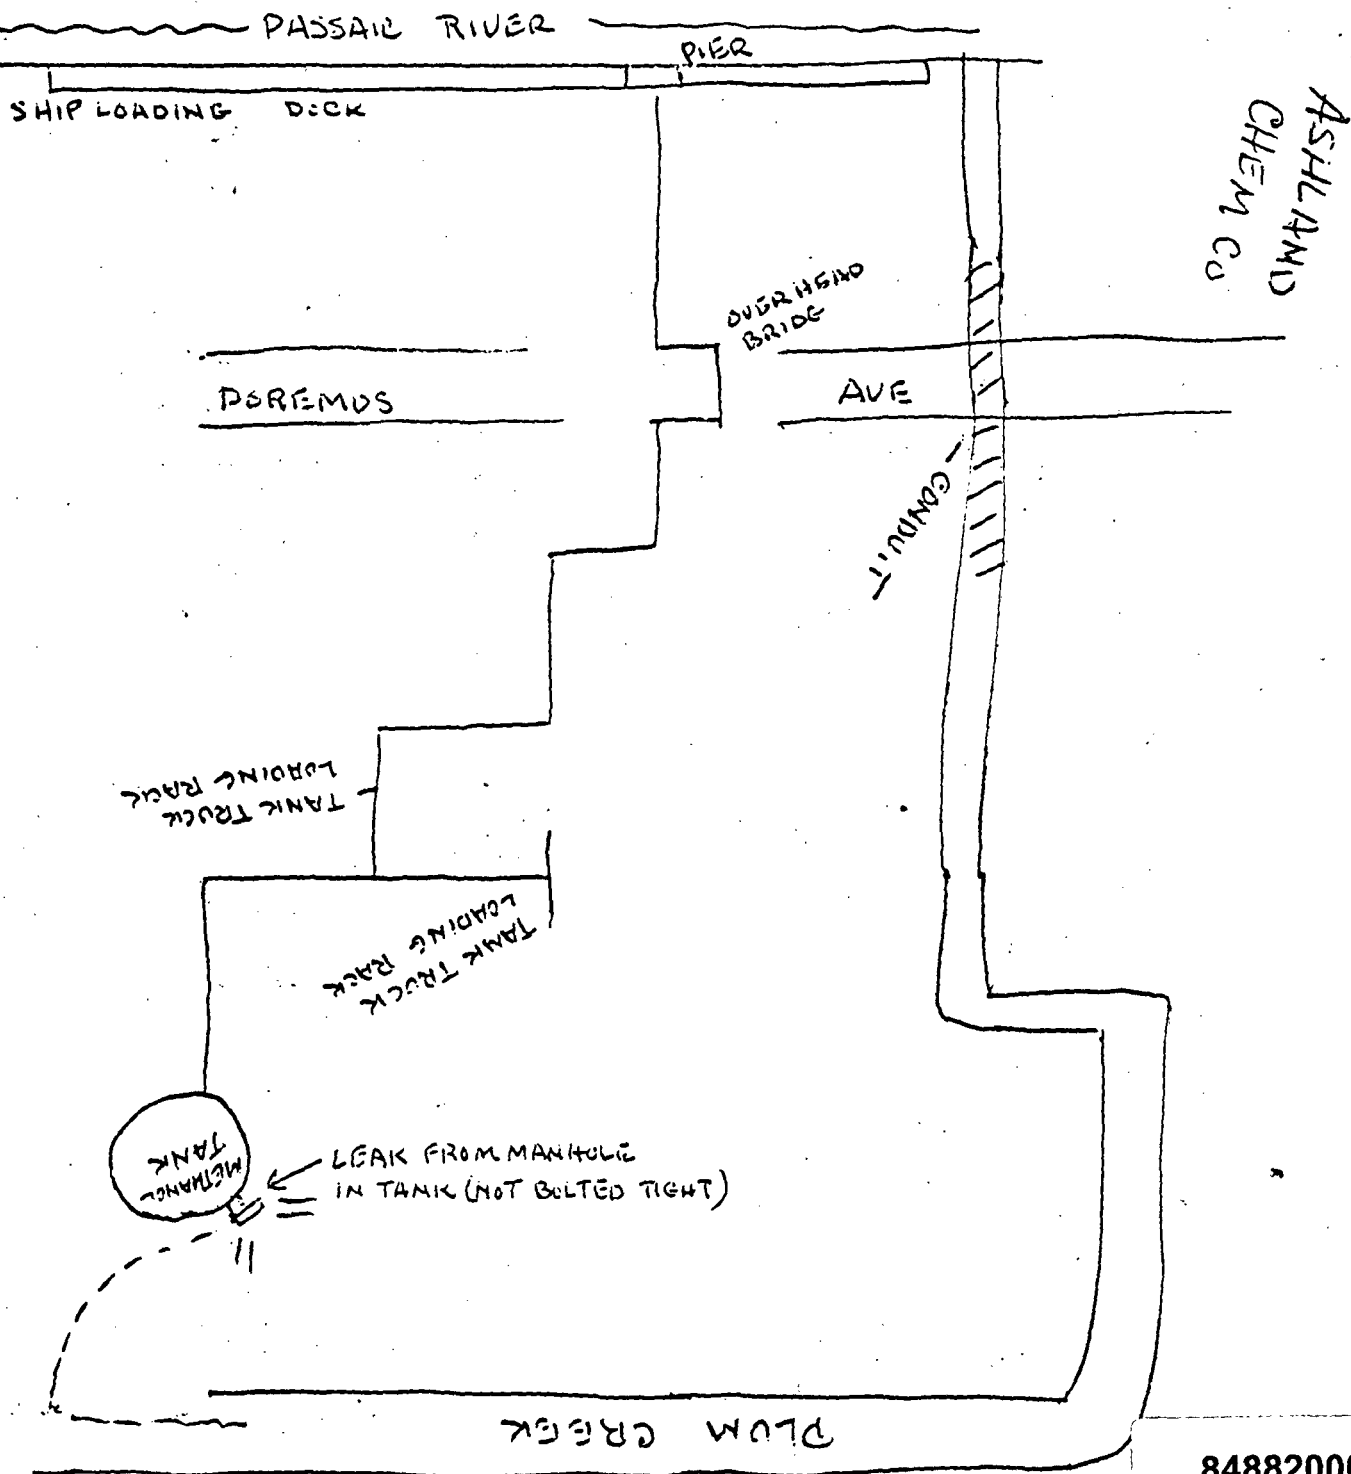 PASSAIC RIVER
PIER
SHIP LOADING DOCK
ASHLAND
CHEM CO
OVERHEAD
BRIDGE
DOREMUS AVE
CONDUIT
TANK TRUCK
LOADING RACK
TANK TRUCK
LOADING RACK
METHANOL
TANK
LEAK FROM MANHOLE
IN TANK (NOT BOLTED TIGHT)
PLUM CREEK